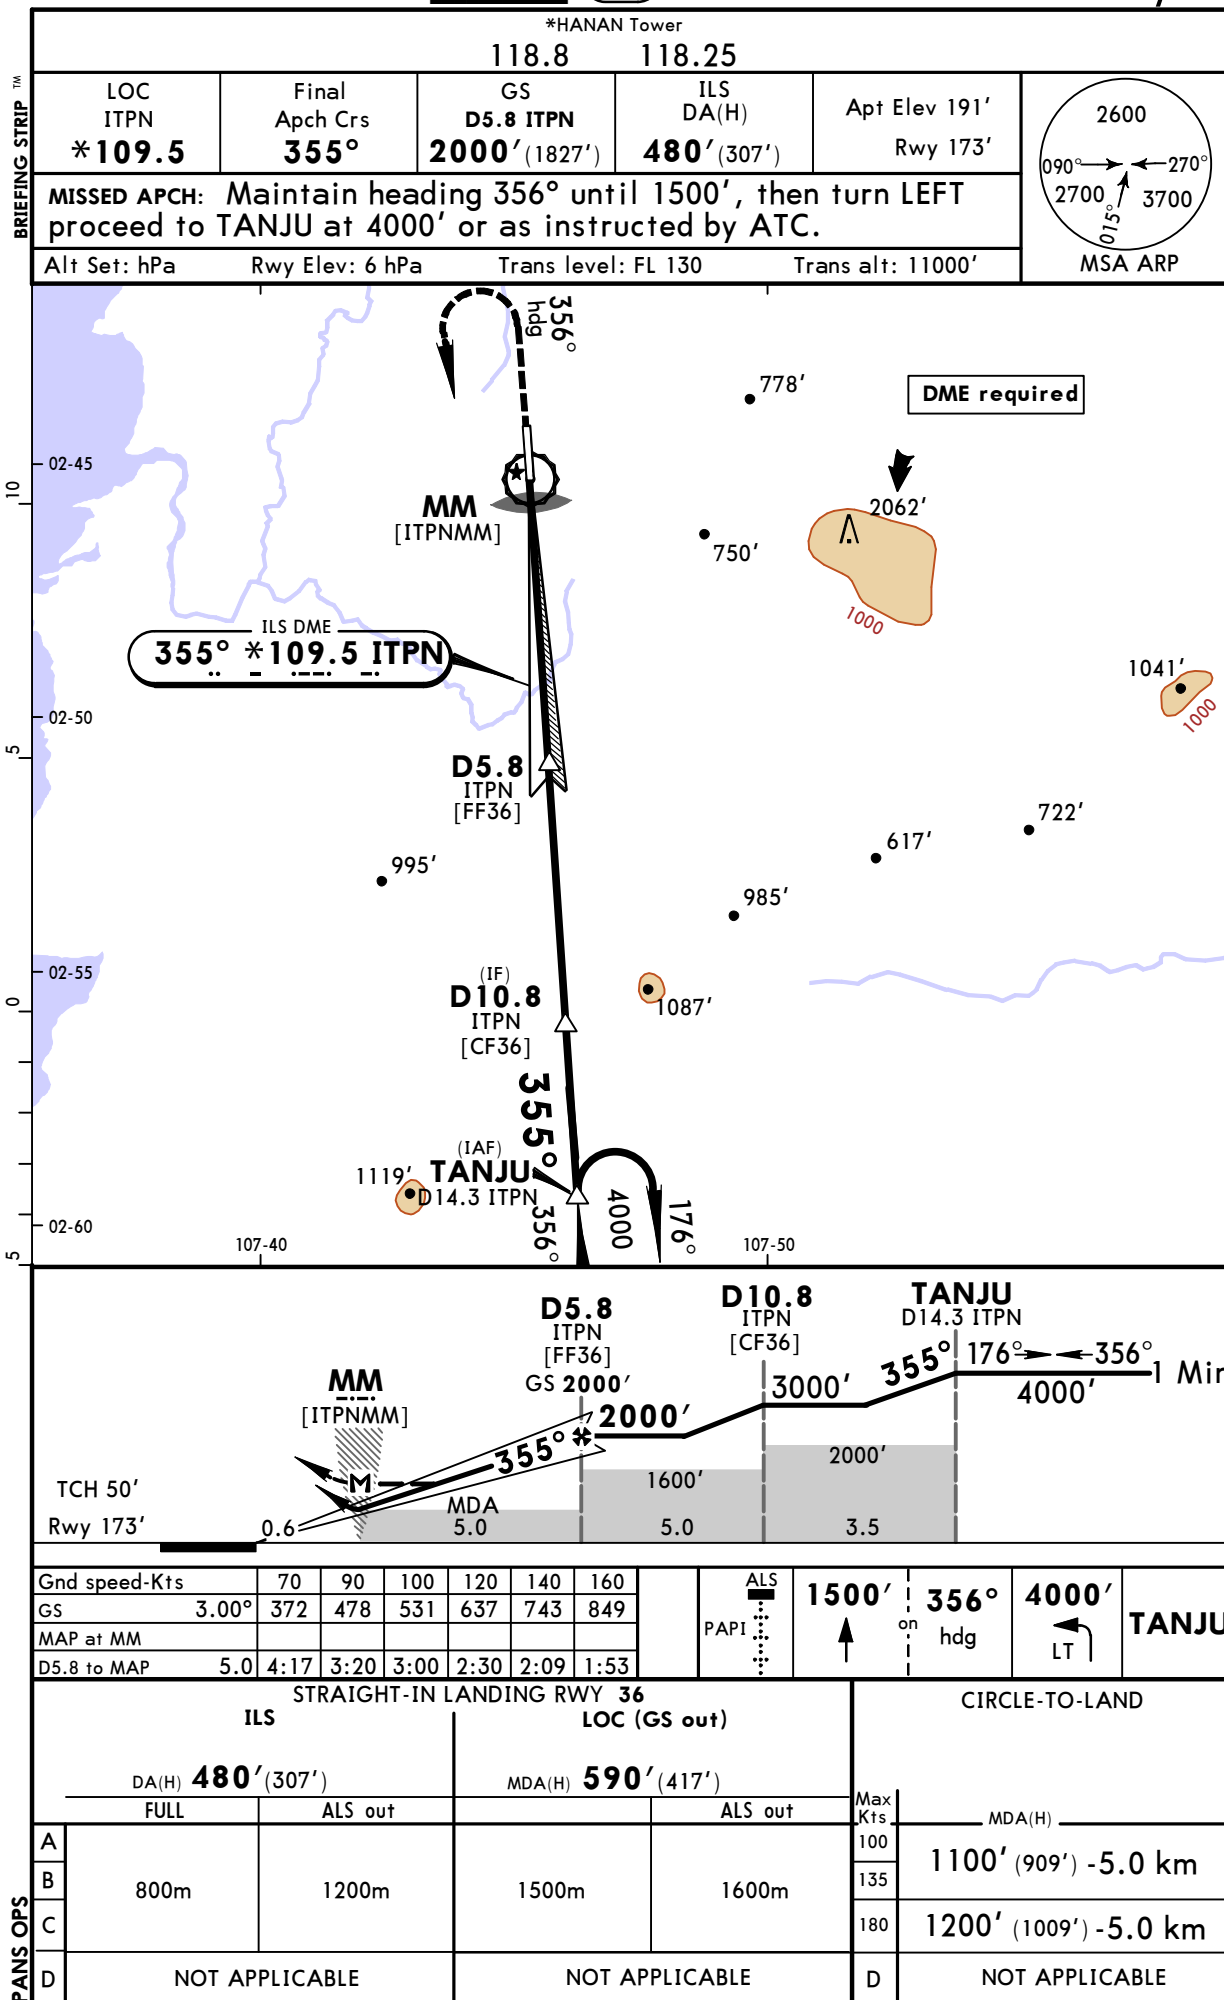 *HANAN Tower
118.8 118.25
BRIEFING STRIP ™
LOC
ITPN
*109.5
Final
Apch Crs
355°
GS
D5.8 ITPN
2000′ (1827′)
ILS
DA(H)
480′ (307′)
Apt Elev 191′
Rwy 173′
2600
090° 270°
2700 3700
015°
MSA ARP
MISSED APCH: Maintain heading 356° until 1500′, then turn LEFT
proceed to TANJU at 4000′ or as instructed by ATC.
Alt Set: hPa Rwy Elev: 6 hPa Trans level: FL 130 Trans alt: 11000′
356°
hdg
778′
DME required
02-45
10
MM
[ITPNMM]
2062′
750′
1000
ILS DME
355° *109.5 ITPN
1041′
1000
02-50
5
D5.8
ITPN
[FF36]
722′
617′
995′
985′
02-55
0
(IF)
D10.8
ITPN
[CF36]
1087′
355°
(IAF)
TANJU
D14.3 ITPN
1119′
356°
4000
176°
02-60
5
107-40 107-50
D5.8
ITPN
[FF36]
GS 2000′
D10.8
ITPN
[CF36]
TANJU
D14.3 ITPN
176° 356°
1 Min
4000′
355°
3000′
2000′
MM
[ITPNMM]
355°
M
2000′
1600′
TCH 50′
Rwy 173′
MDA
0.6 5.0 5.0 3.5
Gnd speed-Kts 70 90 100 120 140 160
GS 3.00° 372 478 531 637 743 849
MAP at MM
D5.8 to MAP 5.0 4:17 3:20 3:00 2:30 2:09 1:53
ALS
PAPI
1500′
on
356°
hdg
4000′
LT
TANJU
STRAIGHT-IN LANDING RWY 36
ILS LOC (GS out)
CIRCLE-TO-LAND
DA(H) 480′ (307′) MDA(H) 590′ (417′)
FULL ALS out ALS out
Max
Kts
MDA(H)
A
B
C
D
800m 1200m 1500m 1600m
100
135
1100′ (909′) -5.0 km
180
1200′ (1009′) -5.0 km
NOT APPLICABLE NOT APPLICABLE
D
NOT APPLICABLE
PANS OPS